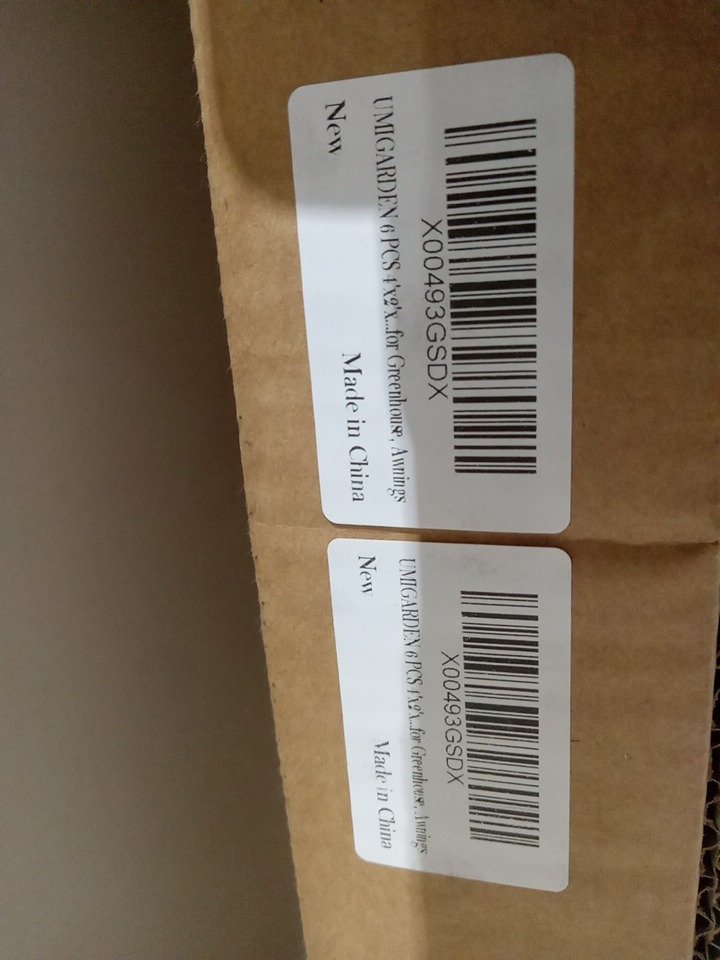 X00493GSDX
UMIGARDEN 6 PCS 4'x2'x...for Greenhouse, Awnings
New
Made in China
X00493GSDX
UMIGARDEN 6 PCS 4'x2'x...for Greenhouse, Awnings
New
Made in China